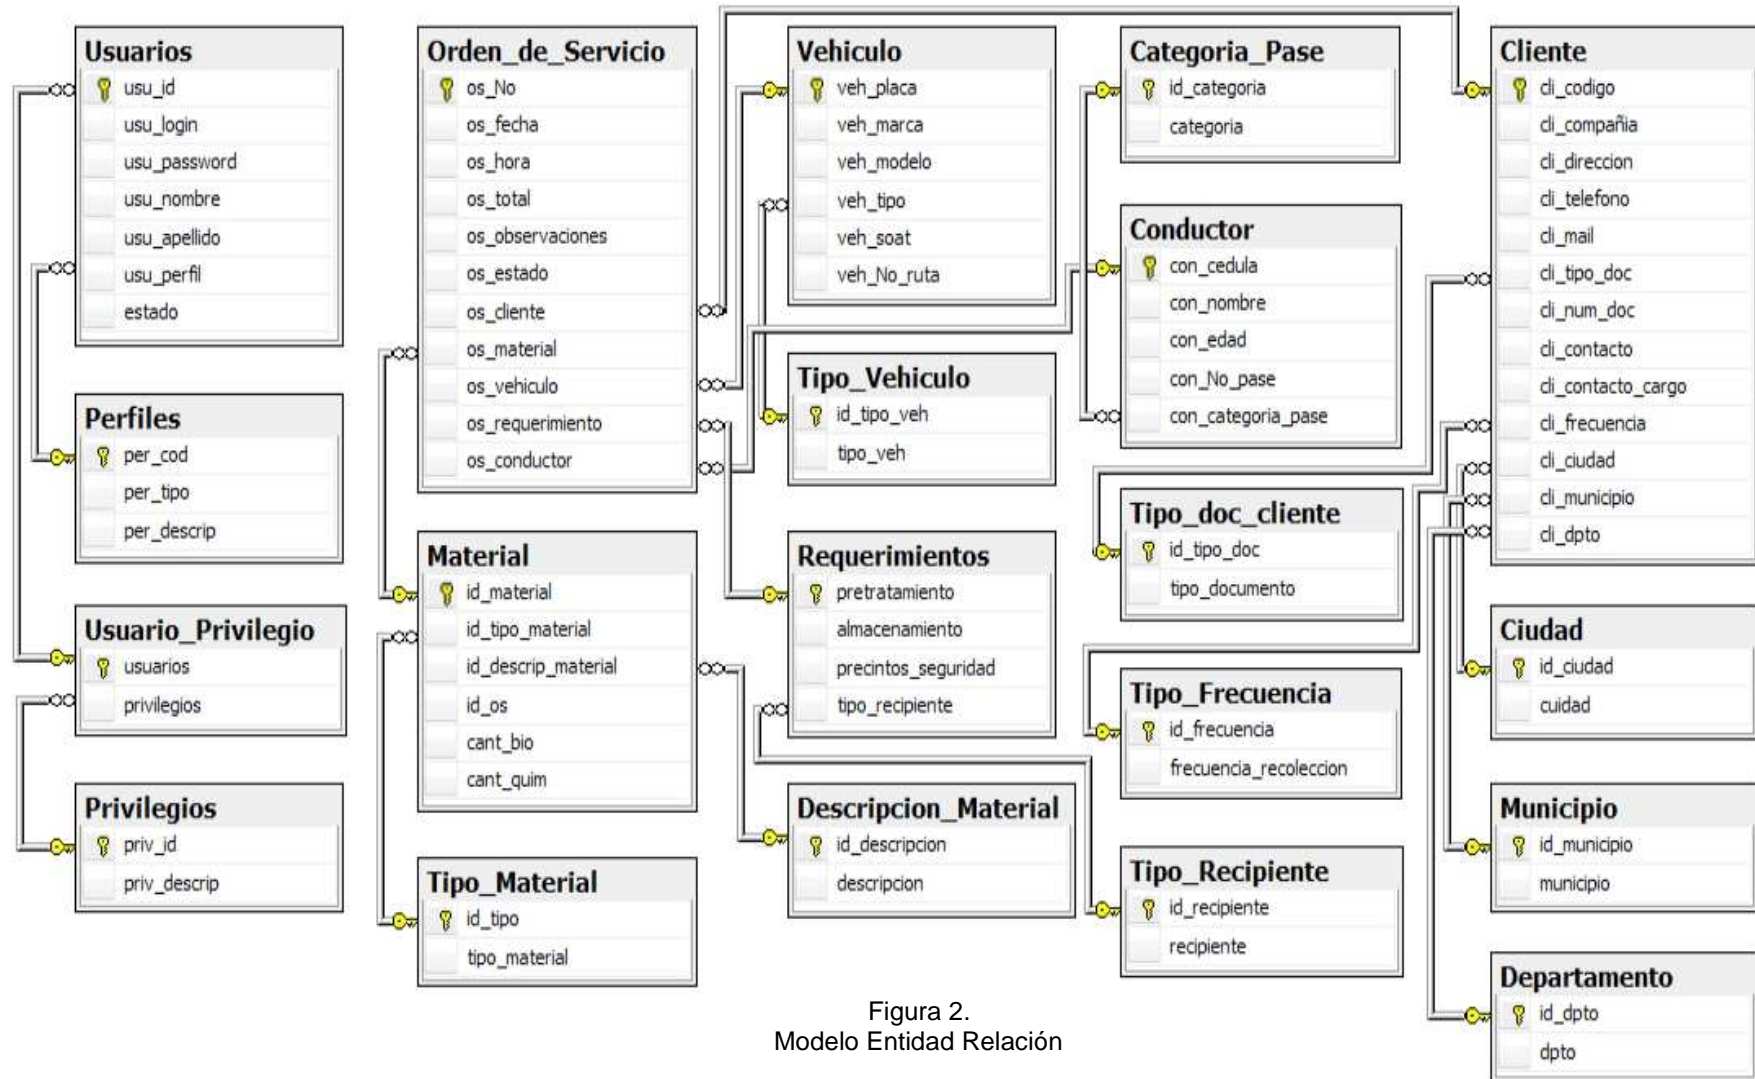 Usuarios
usu_id
usu_login
usu_password
usu_nombre
usu_apellido
usu_perfil
estado
Perfiles
per_cod
per_tipo
per_descrip
Usuario_Privilegio
usuarios
privilegios
Privilegios
priv_id
priv_descrip
Orden_de_Servicio
os_No
os_fecha
os_hora
os_total
os_observaciones
os_estado
os_cliente
os_material
os_vehiculo
os_requerimiento
os_conductor
Material
id_material
id_tipo_material
id_descrip_material
id_os
cant_bio
cant_quim
Tipo_Material
id_tipo
tipo_material
Vehiculo
veh_placa
veh_marca
veh_modelo
veh_tipo
veh_soat
veh_No_ruta
Tipo_Vehiculo
id_tipo_veh
tipo_veh
Requerimientos
pretratamiento
almacenamiento
precintos_seguridad
tipo_recipiente
Descripcion_Material
id_descripcion
descripcion
Categoria_Pase
id_categoria
categoria
Conductor
con_cedula
con_nombre
con_edad
con_No_pase
con_categoria_pase
Tipo_doc_cliente
id_tipo_doc
tipo_documento
Tipo_Frecuencia
id_frecuencia
frecuencia_recoleccion
Tipo_Recipiente
id_recipiente
recipiente
Cliente
cli_codigo
cli_compañia
cli_direccion
cli_telefono
cli_mail
cli_tipo_doc
cli_num_doc
cli_contacto
cli_contacto_cargo
cli_frecuencia
cli_ciudad
cli_municipio
cli_dpto
Ciudad
id_ciudad
cuidad
Municipio
id_municipio
municipio
Departamento
id_dpto
dpto
Figura 2.
Modelo Entidad Relación